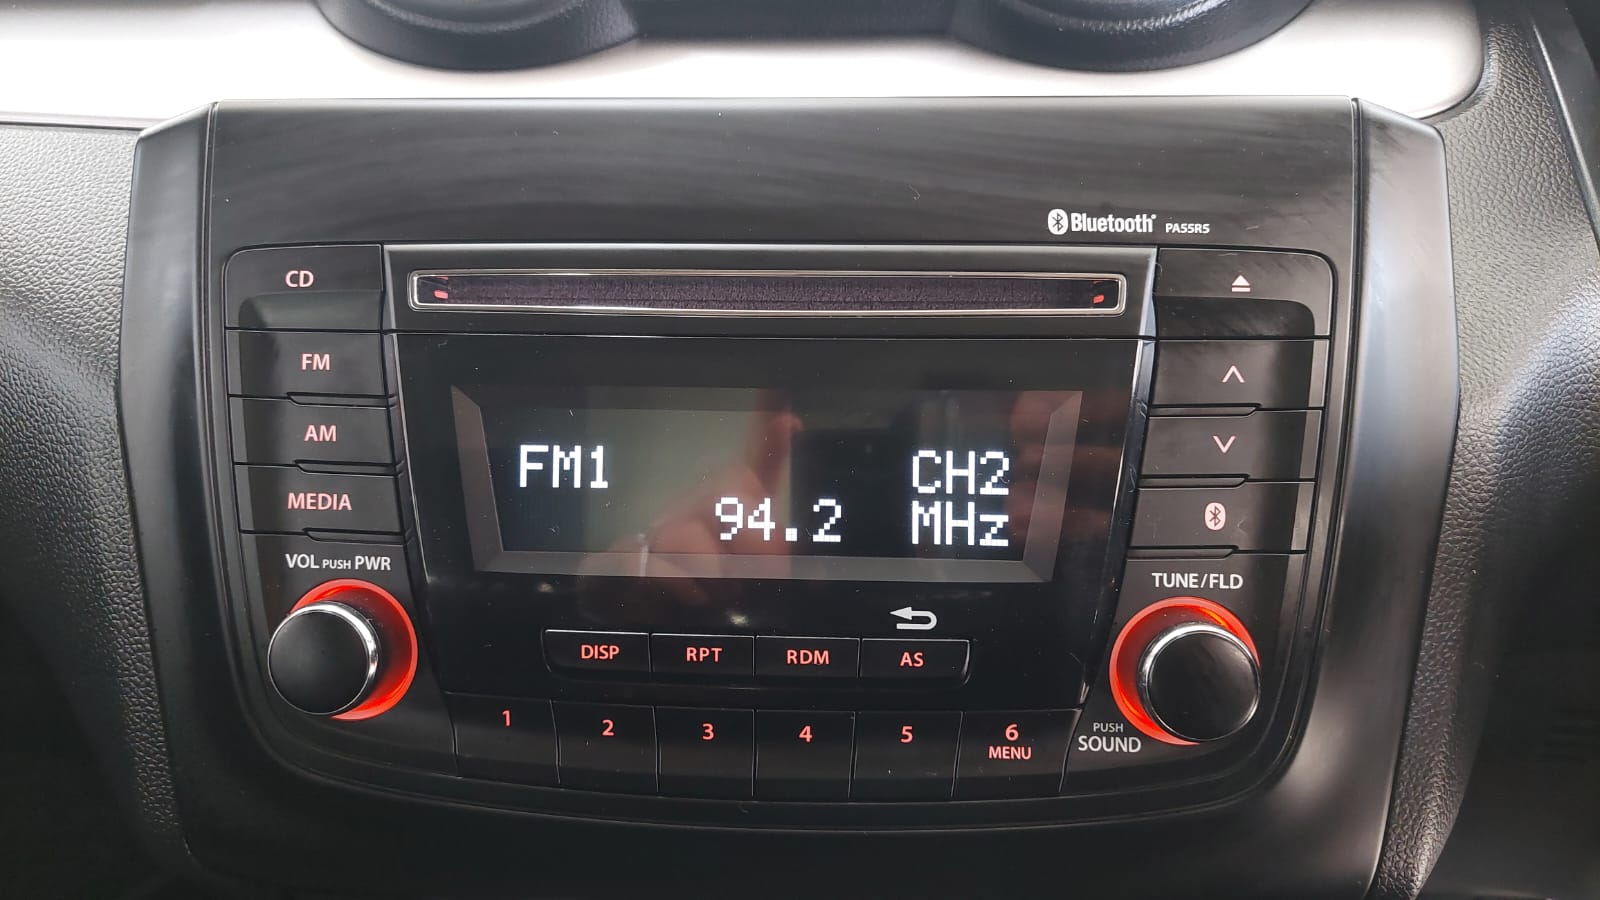 Bluetooth® PA55R5
CD
FM
AM
MEDIA
VOL PUSH PWR
FM1 CH2
94.2 MHz
TUNE/FLD
DISP RPT RDM AS
1 2 3 4 5 6
MENU
PUSH
SOUND